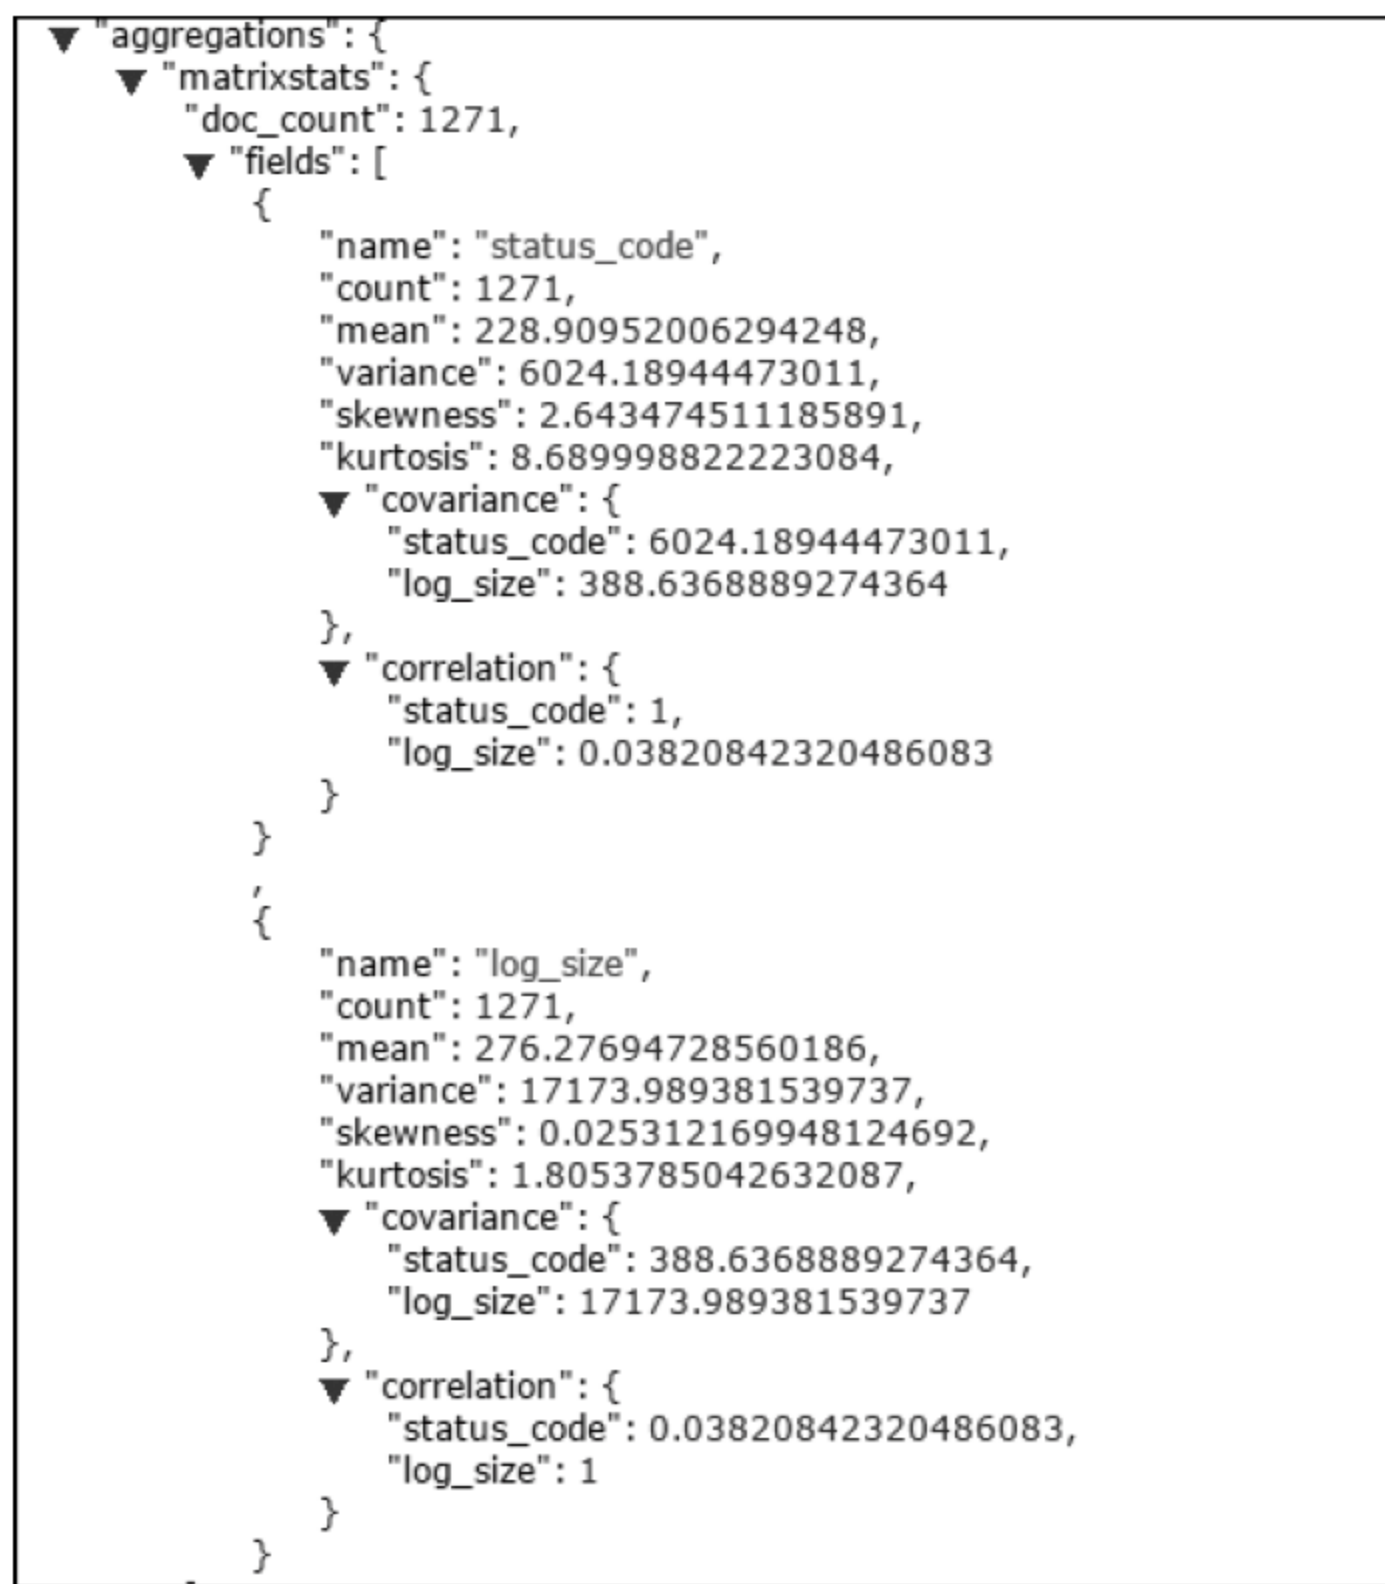 ▼ "aggregations": {
▼ "matrixstats": {
"doc_count": 1271,
▼ "fields": [
{
"name": "status_code",
"count": 1271,
"mean": 228.90952006294248,
"variance": 6024.18944473011,
"skewness": 2.643474511185891,
"kurtosis": 8.689998822223084,
▼ "covariance": {
"status_code": 6024.18944473011,
"log_size": 388.6368889274364
},
▼ "correlation": {
"status_code": 1,
"log_size": 0.03820842320486083
}
}
,
{
"name": "log_size",
"count": 1271,
"mean": 276.27694728560186,
"variance": 17173.989381539737,
"skewness": 0.025312169948124692,
"kurtosis": 1.8053785042632087,
▼ "covariance": {
"status_code": 388.6368889274364,
"log_size": 17173.989381539737
},
▼ "correlation": {
"status_code": 0.03820842320486083,
"log_size": 1
}
}